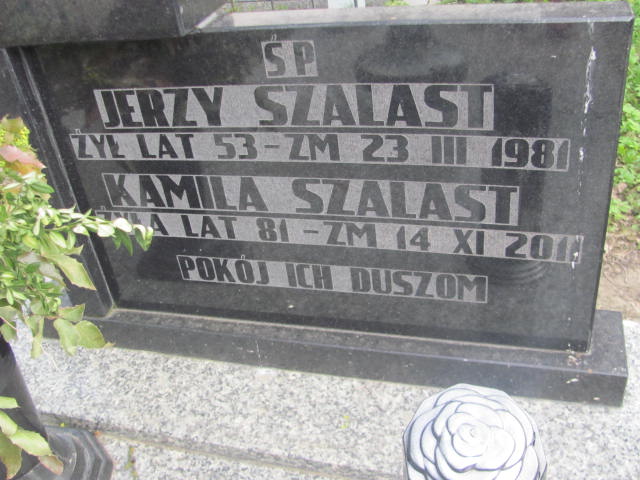 ŚP
JERZY SZALAST
ŻYŁ LAT 53 - ZM 23 III 1981
KAMILA SZALAST
ŻYŁA LAT 81 - ZM 14 XI 2011
POKÓJ ICH DUSZOM